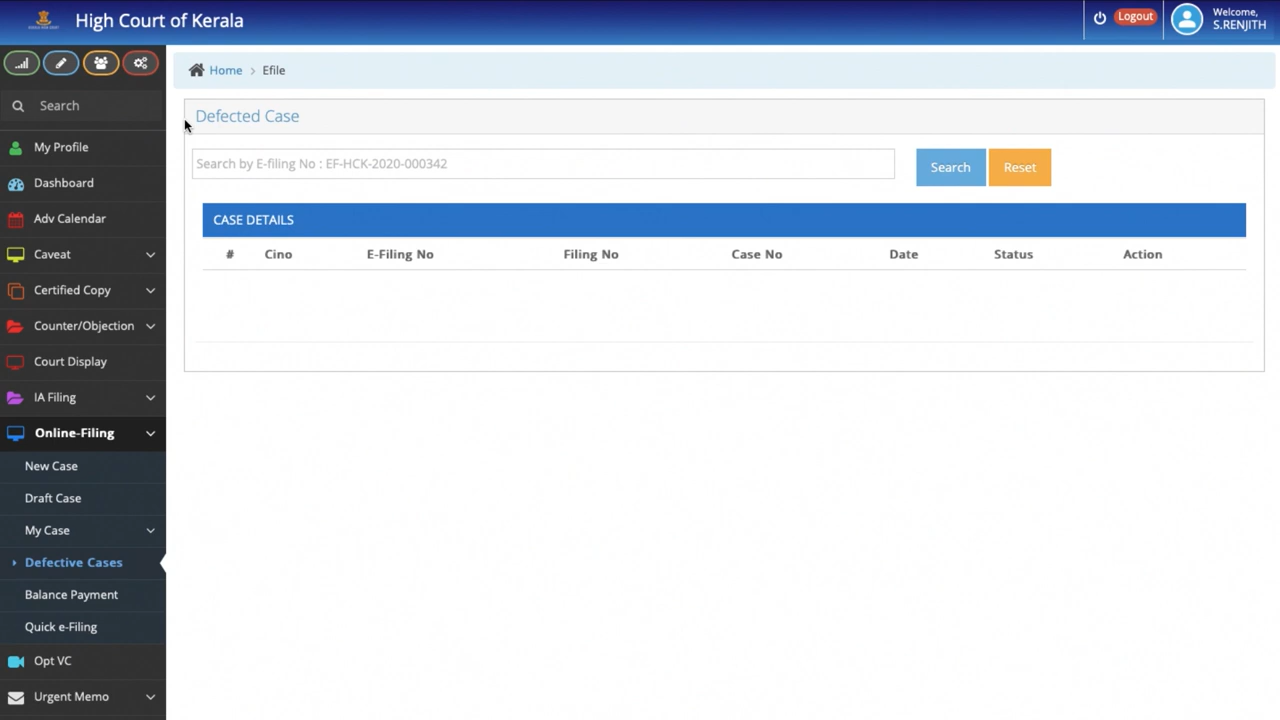 High Court of Kerala
Logout
Welcome,
S.RENJITH
Search
My Profile
Dashboard
Adv Calendar
Caveat
Certified Copy
Counter/Objection
Court Display
IA Filing
Online-Filing
New Case
Draft Case
My Case
Defective Cases
Balance Payment
Quick e-Filing
Opt VC
Urgent Memo
Home > Efile
Defected Case
Search by E-filing No : EF-HCK-2020-000342
Search
Reset
CASE DETAILS
# Cino E-Filing No Filing No Case No Date Status Action